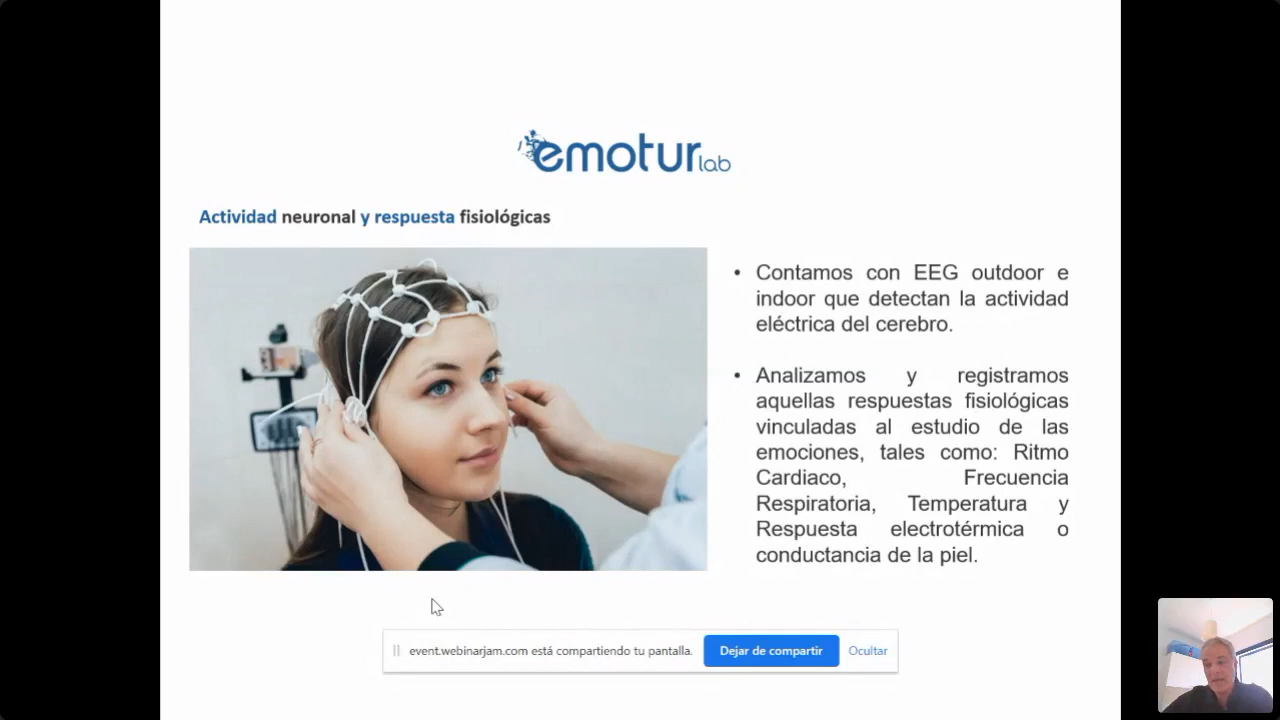 emoturlab
Actividad neuronal y respuesta fisiológicas
• Contamos con EEG outdoor e
indoor que detectan la actividad
eléctrica del cerebro.
• Analizamos y registramos
aquellas respuestas fisiológicas
vinculadas al estudio de las
emociones, tales como: Ritmo
Cardiaco, Frecuencia
Respiratoria, Temperatura y
Respuesta electrotérmica o
conductancia de la piel.
event.webinarjam.com está compartiendo tu pantalla. Dejar de compartir Ocultar